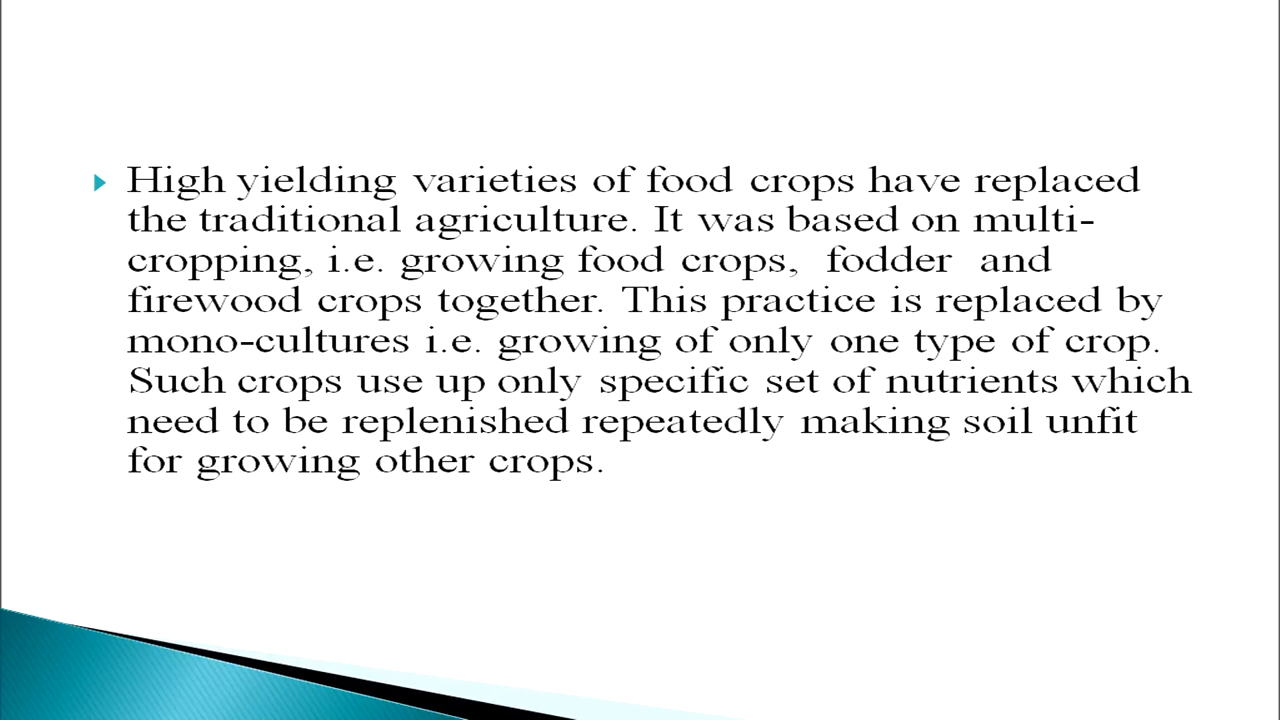 High yielding varieties of food crops have replaced
the traditional agriculture. It was based on multi-
cropping, i.e. growing food crops, fodder and
firewood crops together. This practice is replaced by
mono-cultures i.e. growing of only one type of crop.
Such crops use up only specific set of nutrients which
need to be replenished repeatedly making soil unfit
for growing other crops.